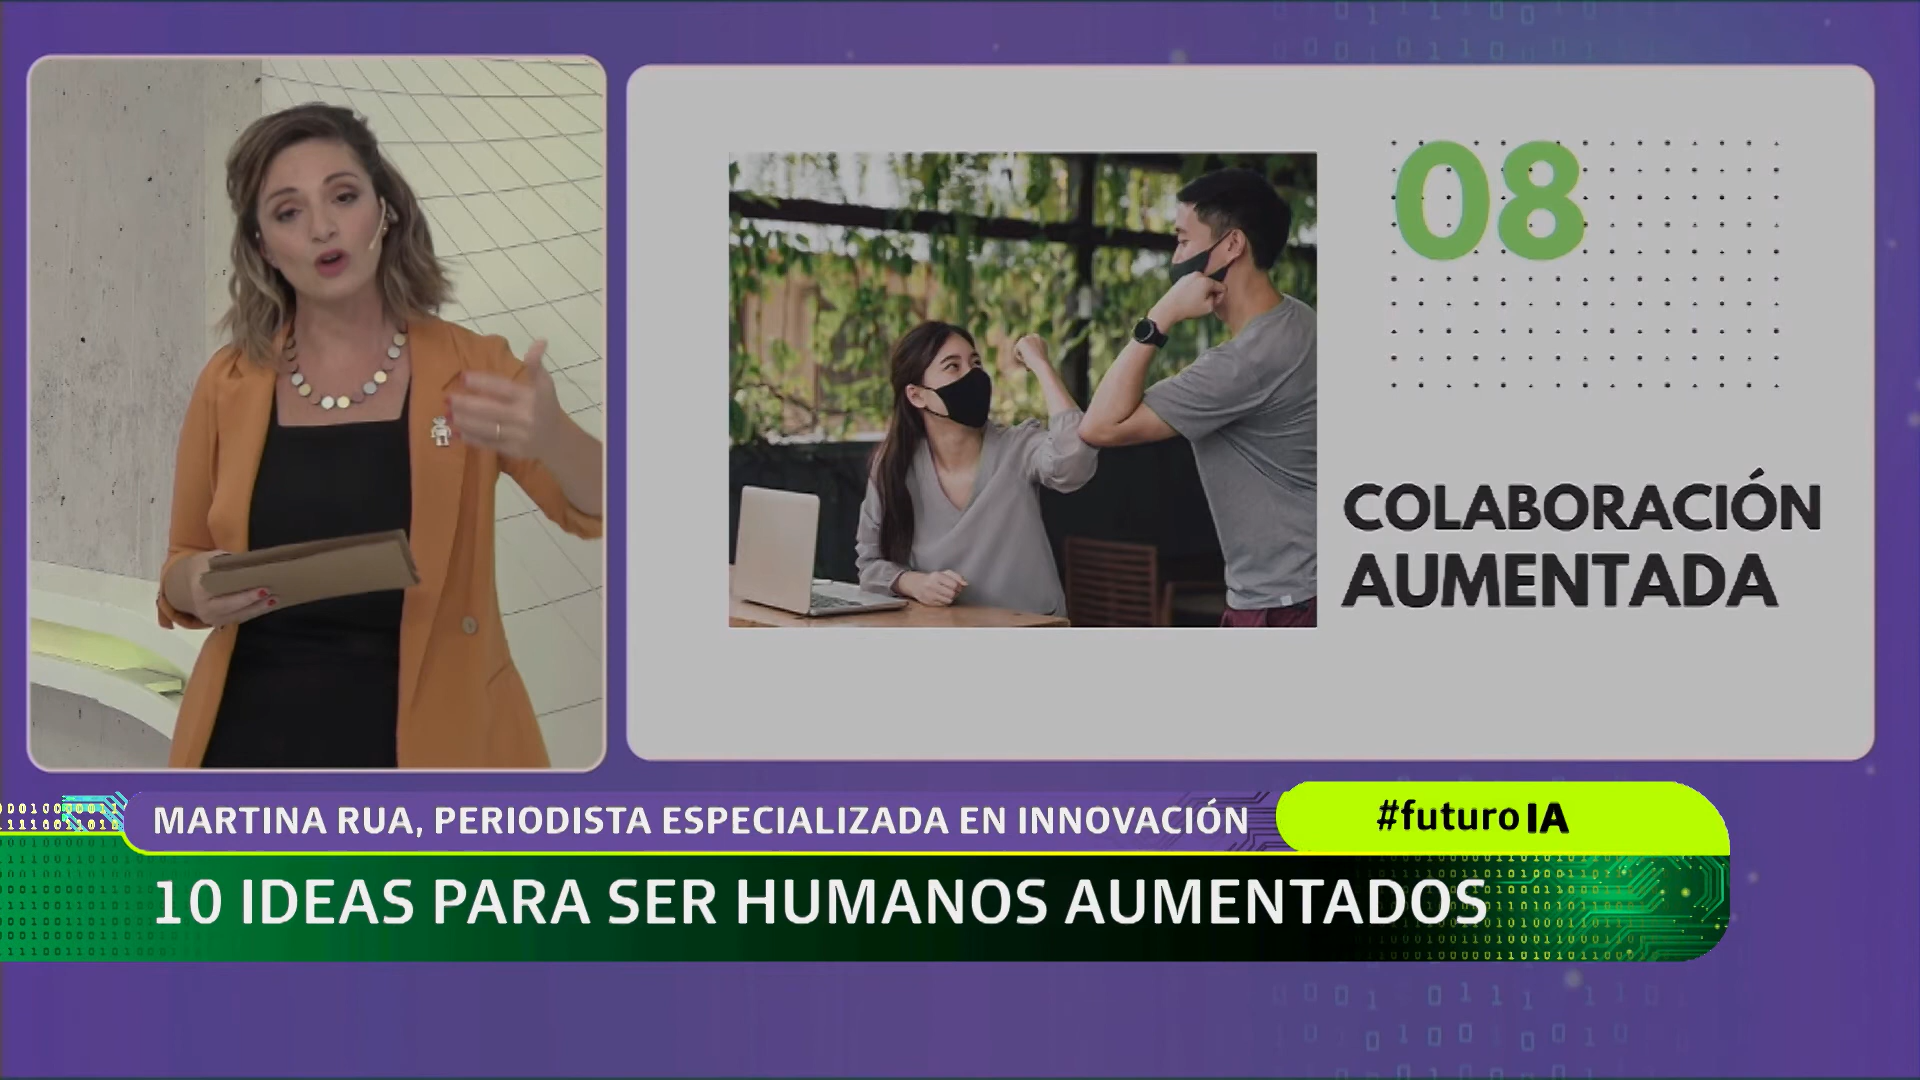 08
COLABORACIÓN
AUMENTADA
MARTINA RUA, PERIODISTA ESPECIALIZADA EN INNOVACIÓN
#futuroIA
10 IDEAS PARA SER HUMANOS AUMENTADOS